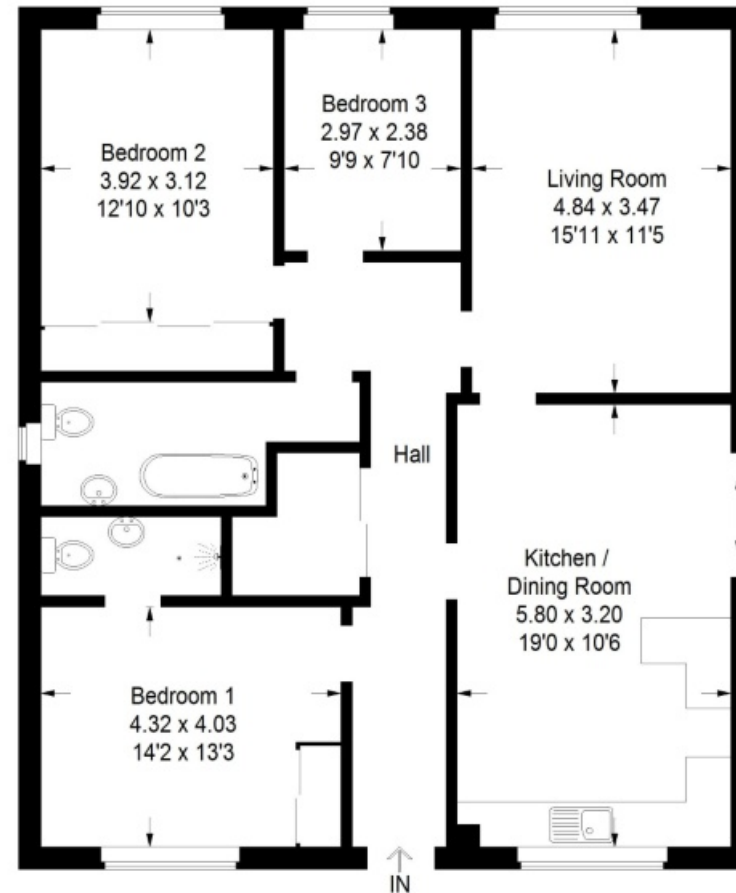 Bedroom 2
3.92 x 3.12
12'10 x 10'3
Bedroom 3
2.97 x 2.38
9'9 x 7'10
Living Room
4.84 x 3.47
15'11 x 11'5
Hall
Kitchen /
Dining Room
5.80 x 3.20
19'0 x 10'6
Bedroom 1
4.32 x 4.03
14'2 x 13'3
IN